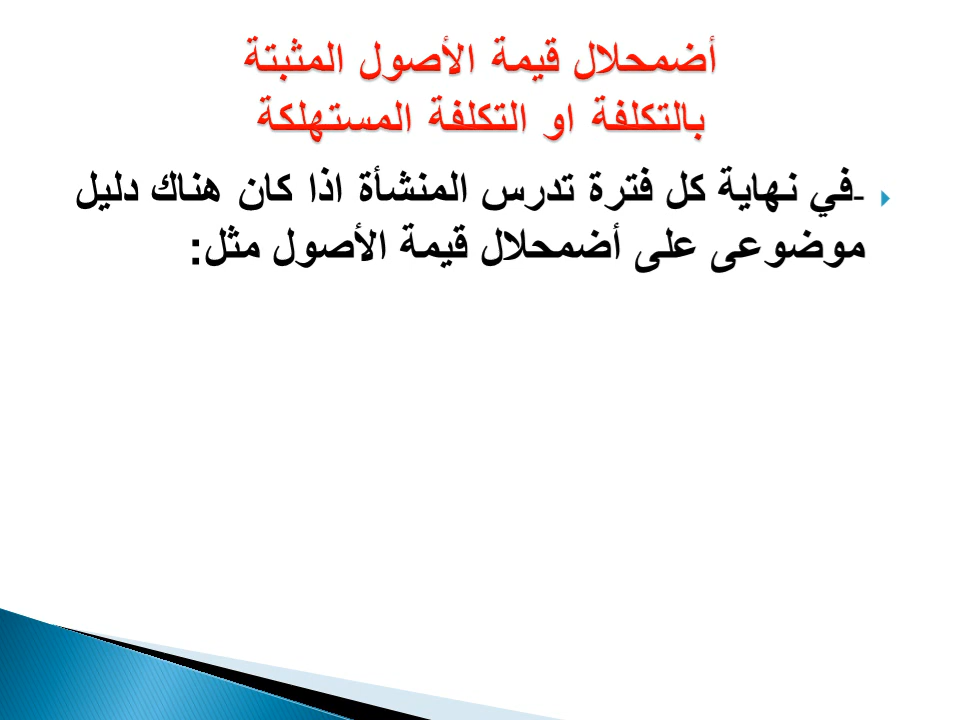 أضمحلال قيمة الأصول المثبتة
بالتكلفة او التكلفة المستهلكة
-في نهاية كل فترة تدرس المنشأة اذا كان هناك دليل
موضوعى على أضمحلال قيمة الأصول مثل: